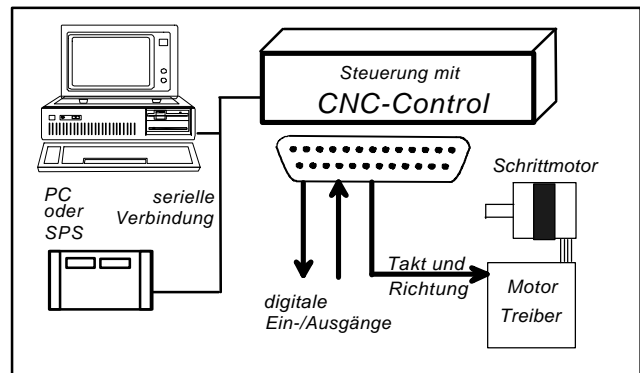 Steuerung mit
CNC-Control
Schrittmotor
PC
oder
SPS
serielle
Verbindung
Takt und
Richtung
digitale
Ein-/Ausgänge
Motor
Treiber